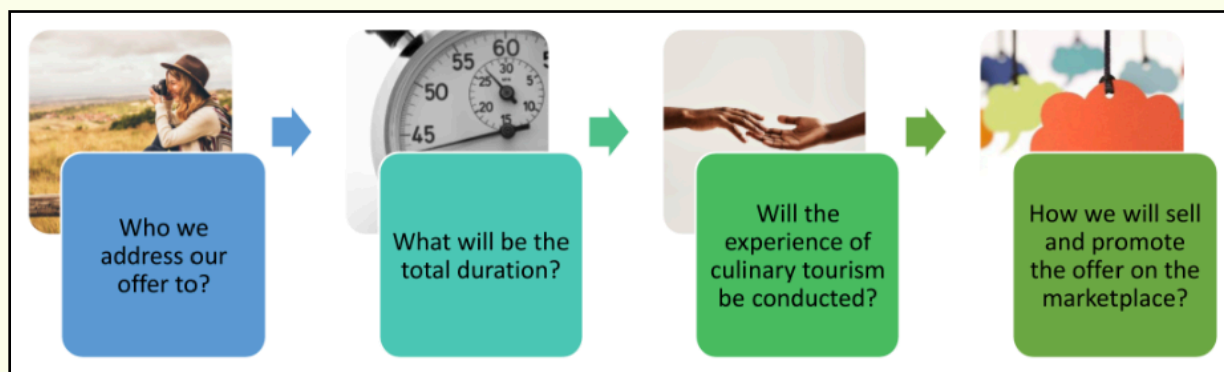 Who we
address our
offer to?
What will be the
total duration?
Will the
experience of
culinary tourism
be conducted?
How we will sell
and promote
the offer on the
marketplace?
55
60
5
50
45
30
25
5
20
10
15